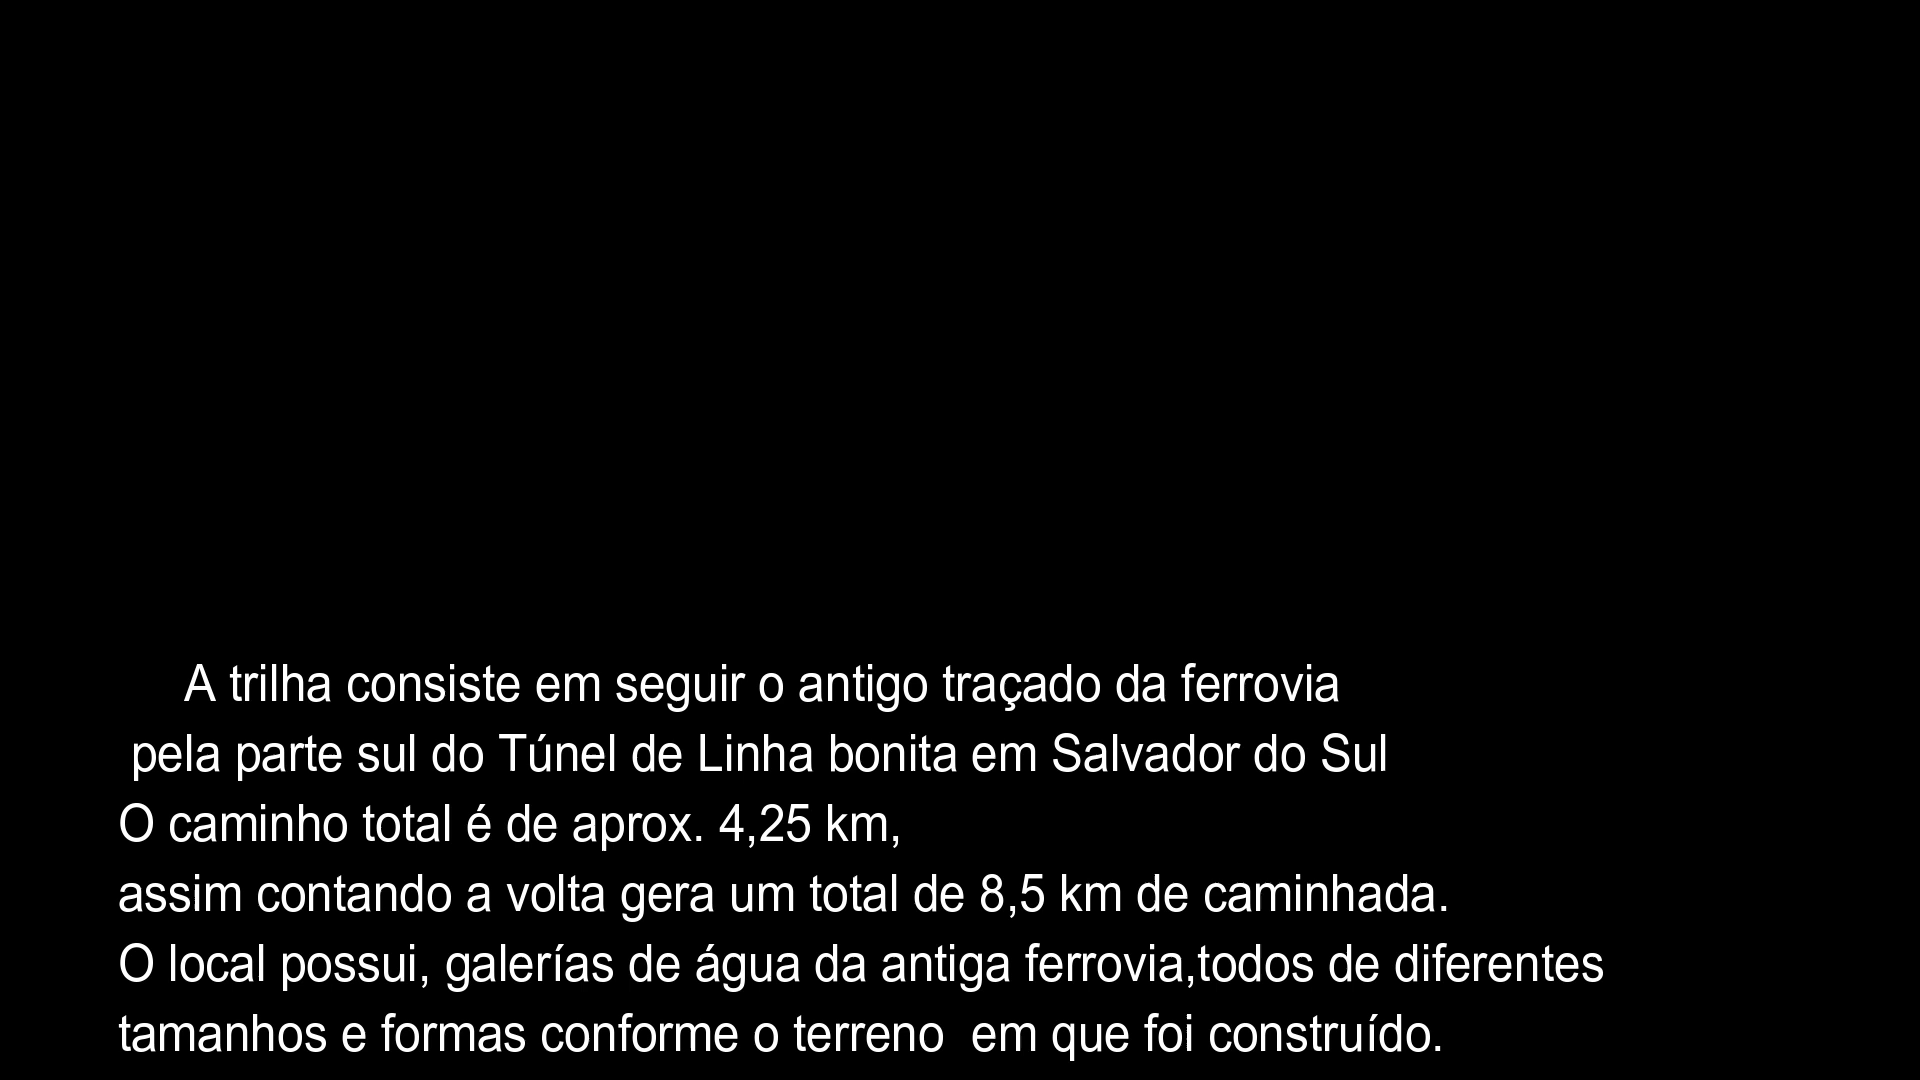 A trilha consiste em seguir o antigo traçado da ferrovia
pela parte sul do Túnel de Linha bonita em Salvador do Sul
O caminho total é de aprox. 4,25 km,
assim contando a volta gera um total de 8,5 km de caminhada.
O local possui, galerías de água da antiga ferrovia,todos de diferentes
tamanhos e formas conforme o terreno  em que foi construído.